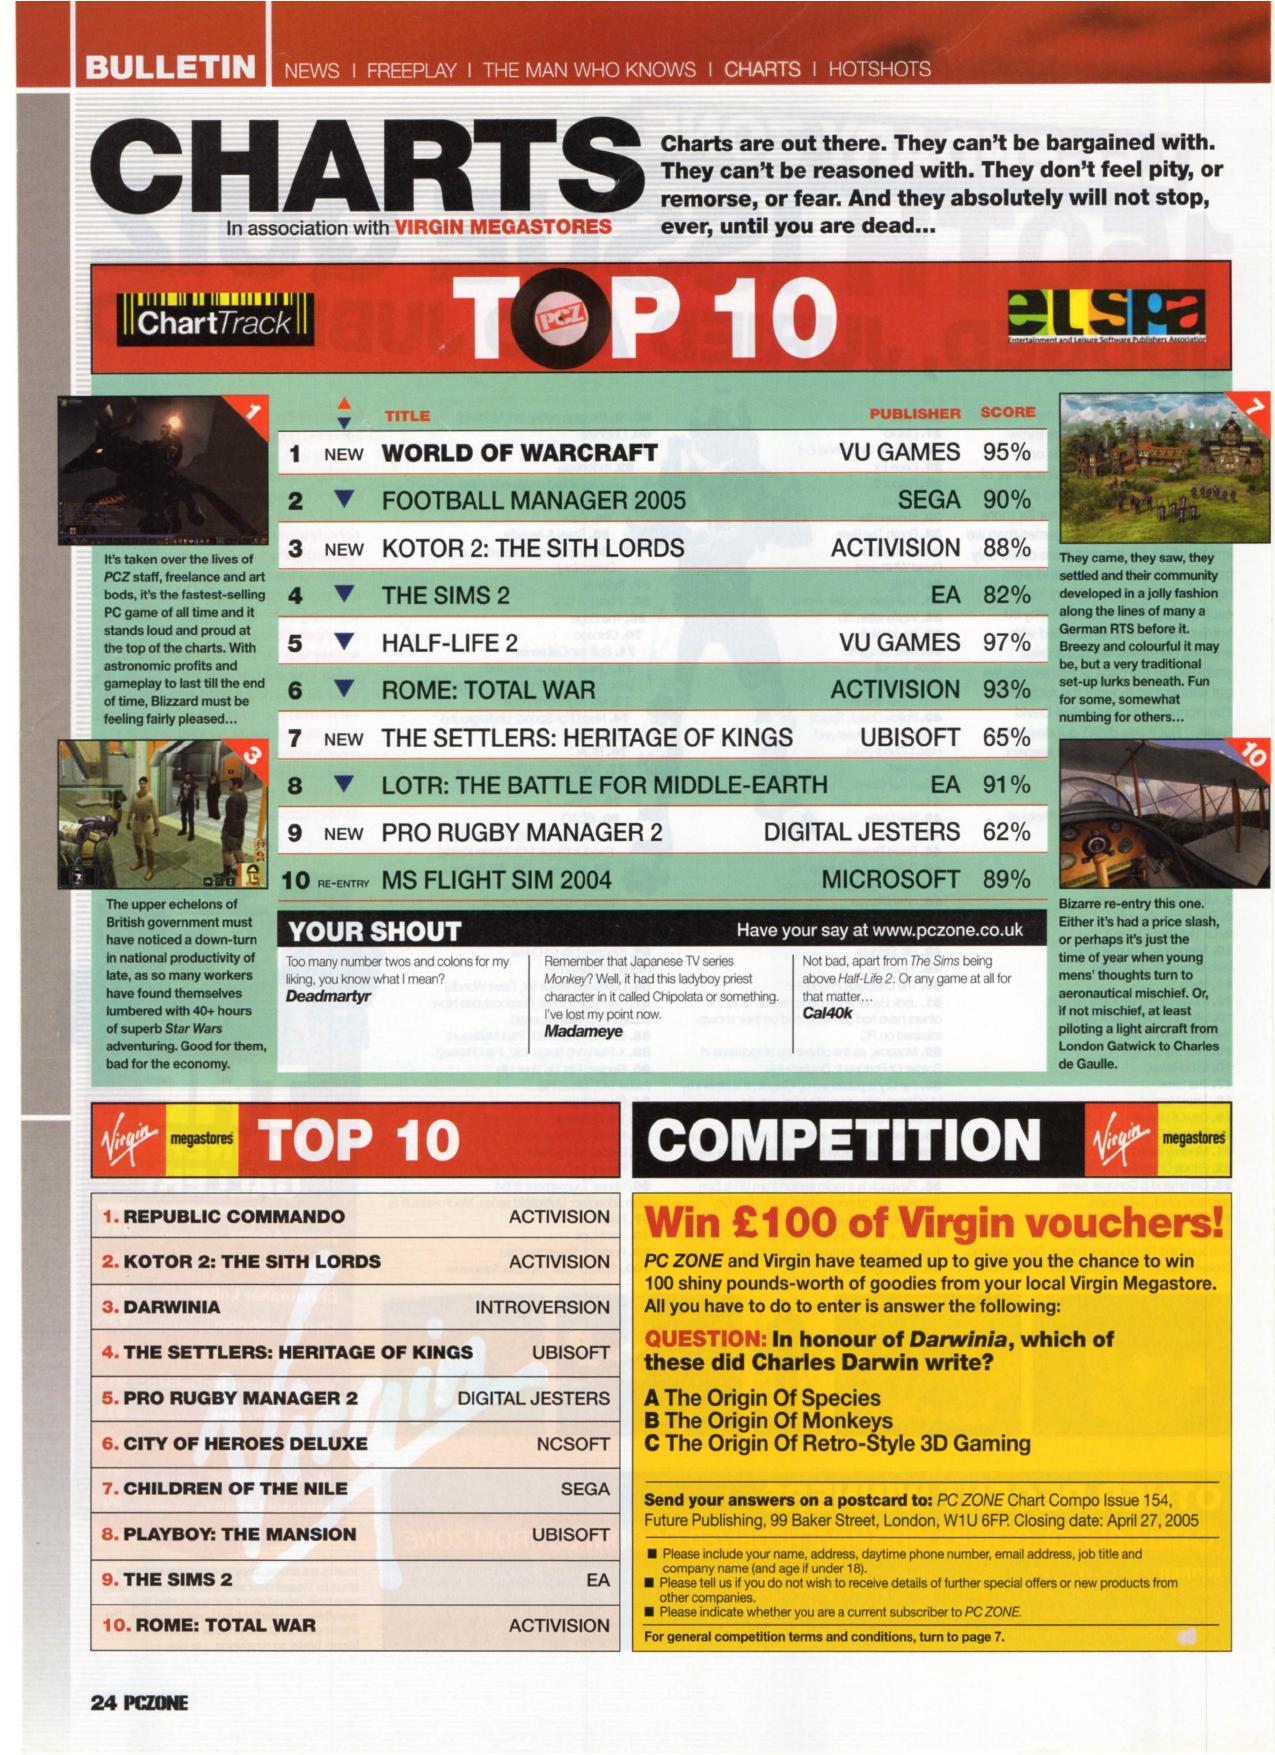 BULLETIN
NEWS | FREEPLAY | THE MAN WHO KNOWS | CHARTS | HOTSHOTS
CHARTS
In association with VIRGIN MEGASTORES
Charts are out there. They can't be bargained with.
They can't be reasoned with. They don't feel pity, or
remorse, or fear. And they absolutely will not stop,
ever, until you are dead...
ChartTrack
TOP 10
PCZ
elspa
Entertainment and Leisure Software Publishers Association
1
It's taken over the lives of
PCZ staff, freelance and art
bods, it's the fastest-selling
PC game of all time and it
stands loud and proud at
the top of the charts. With
astronomic profits and
gameplay to last till the end
of time, Blizzard must be
feeling fairly pleased...
3
The upper echelons of
British government must
have noticed a down-turn
in national productivity of
late, as so many workers
have found themselves
lumbered with 40+ hours
of superb Star Wars
adventuring. Good for them,
bad for the economy.
▲▼ TITLE PUBLISHER SCORE
1 NEW WORLD OF WARCRAFT VU GAMES 95%
2 ▼ FOOTBALL MANAGER 2005 SEGA 90%
3 NEW KOTOR 2: THE SITH LORDS ACTIVISION 88%
4 ▼ THE SIMS 2 EA 82%
5 ▼ HALF-LIFE 2 VU GAMES 97%
6 ▼ ROME: TOTAL WAR ACTIVISION 93%
7 NEW THE SETTLERS: HERITAGE OF KINGS UBISOFT 65%
8 ▼ LOTR: THE BATTLE FOR MIDDLE-EARTH EA 91%
9 NEW PRO RUGBY MANAGER 2 DIGITAL JESTERS 62%
10 RE-ENTRY MS FLIGHT SIM 2004 MICROSOFT 89%
YOUR SHOUT Have your say at www.pczone.co.uk
Too many number twos and colons for my
liking, you know what I mean?
Deadmartyr
Remember that Japanese TV series
Monkey? Well, it had this ladyboy priest
character in it called Chipolata or something.
I've lost my point now.
Madameye
Not bad, apart from The Sims being
above Half-Life 2. Or any game at all for
that matter...
Cal40k
7
They came, they saw, they
settled and their community
developed in a jolly fashion
along the lines of many a
German RTS before it.
Breezy and colourful it may
be, but a very traditional
set-up lurks beneath. Fun
for some, somewhat
numbing for others...
10
Bizarre re-entry this one.
Either it's had a price slash,
or perhaps it's just the
time of year when young
mens' thoughts turn to
aeronautical mischief. Or,
if not mischief, at least
piloting a light aircraft from
London Gatwick to Charles
de Gaulle.
Virgin megastores TOP 10
1. REPUBLIC COMMANDO ACTIVISION
2. KOTOR 2: THE SITH LORDS ACTIVISION
3. DARWINIA INTROVERSION
4. THE SETTLERS: HERITAGE OF KINGS UBISOFT
5. PRO RUGBY MANAGER 2 DIGITAL JESTERS
6. CITY OF HEROES DELUXE NCSOFT
7. CHILDREN OF THE NILE SEGA
8. PLAYBOY: THE MANSION UBISOFT
9. THE SIMS 2 EA
10. ROME: TOTAL WAR ACTIVISION
Virgin
COMPETITION Virgin megastores
Win £100 of Virgin vouchers!
PC ZONE and Virgin have teamed up to give you the chance to win
100 shiny pounds-worth of goodies from your local Virgin Megastore.
All you have to do to enter is answer the following:
QUESTION: In honour of Darwinia, which of
these did Charles Darwin write?
A The Origin Of Species
B The Origin Of Monkeys
C The Origin Of Retro-Style 3D Gaming
Send your answers on a postcard to: PC ZONE Chart Compo Issue 154,
Future Publishing, 99 Baker Street, London, W1U 6FP. Closing date: April 27, 2005
■ Please include your name, address, daytime phone number, email address, job title and
company name (and age if under 18).
■ Please tell us if you do not wish to receive details of further special offers or new products from
other companies.
■ Please indicate whether you are a current subscriber to PC ZONE.
For general competition terms and conditions, turn to page 7.
24 PCZONE